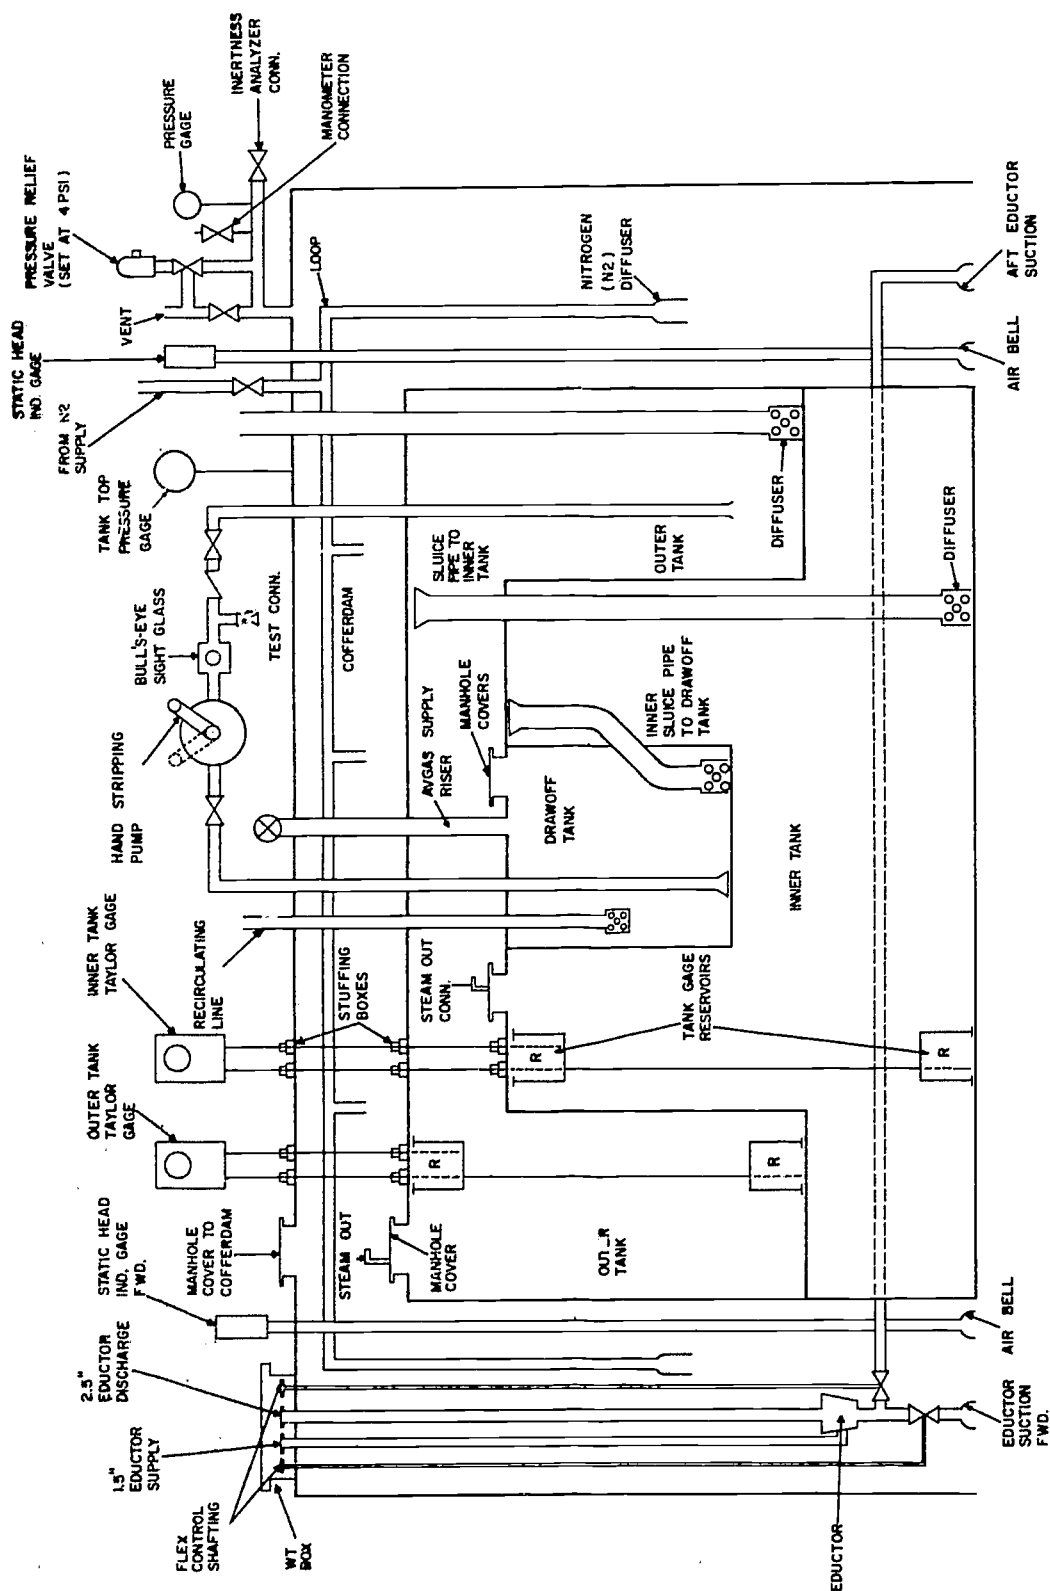 STATIC HEAD
IND. GAGE
FROM N2
SUPPLY
PRESSURE RELIEF
VALVE
(SET AT 4 PSI)
VENT
PRESSURE
GAGE
INERTNESS
ANALYZER
CONN.
MANOMETER
CONNECTION
LOOP
NITROGEN
(N2)
DIFFUSER
AFT EDUCTOR
SUCTION
AIR BELL
TANK TOP
PRESSURE
GAGE
BULL'S-EYE
SIGHT GLASS
TEST CONN.
COFFERDAM
SLUICE
PIPE TO
INNER
TANK
OUTER
TANK
DIFFUSER
DIFFUSER
HAND STRIPPING
PUMP
AVGAS SUPPLY
RISER
MANHOLE
COVERS
DRAWOFF
TANK
INNER
SLUICE PIPE
TO DRAWOFF
TANK
INNER TANK
INNER TANK
TAYLOR GAGE
RECIRCULATING
LINE
STUFFING
BOXES
STEAM OUT
CONN.
TANK GAGE
RESERVOIRS
R
R
OUTER TANK
TAYLOR
GAGE
R
R
STATIC HEAD
IND. GAGE
FWD.
MANHOLE
COVER TO
COFFERDAM
STEAM OUT
MANHOLE
COVER
TANK
AIR BELL
2.5"
EDUCTOR
DISCHARGE
1.5"
EDUCTOR
SUPPLY
FLEX
CONTROL
SHAFTING
WT
BOX
EDUCTOR
EDUCTOR
SUCTION
FWD.